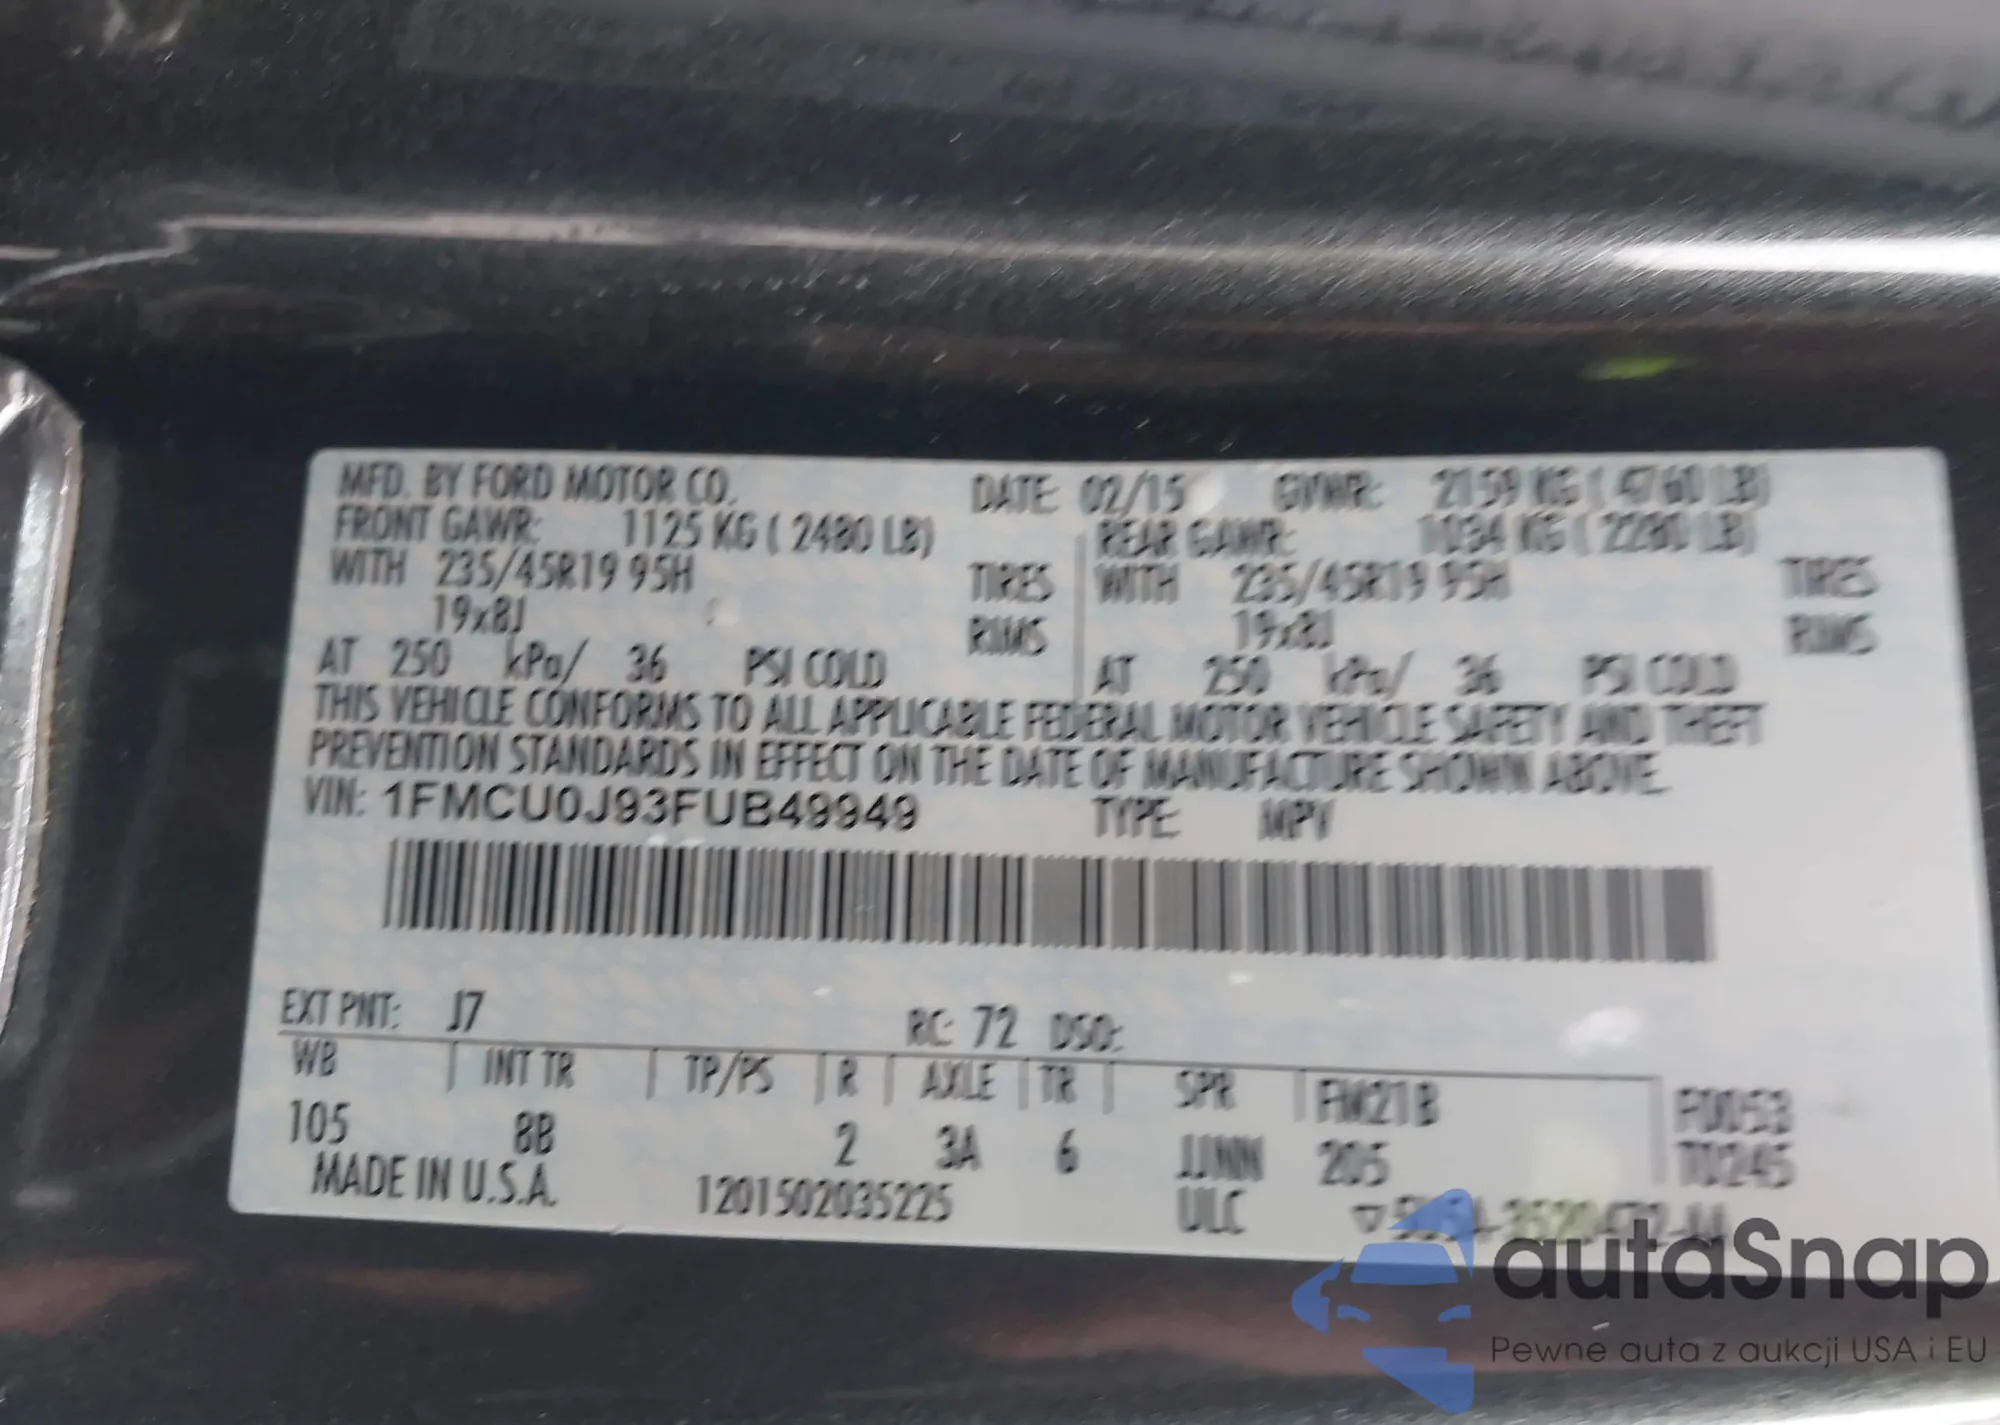 MFD. BY FORD MOTOR CO. DATE: 02/15 GVWR: 2159 KG ( 4760 LB)
FRONT GAWR: 1125 KG ( 2480 LB) REAR GAWR: 1034 KG ( 2280 LB)
WITH 235/45R19 95H TIRES WITH 235/45R19 95H TIRES
19x8J RIMS 19x8J RIMS
AT 250 kPa/ 36 PSI COLD AT 250 kPa/ 36 PSI COLD
THIS VEHICLE CONFORMS TO ALL APPLICABLE FEDERAL MOTOR VEHICLE SAFETY AND THEFT
PREVENTION STANDARDS IN EFFECT ON THE DATE OF MANUFACTURE SHOWN ABOVE.
VIN: 1FMCU0J93FUB49949 TYPE: MPV
EXT PNT: J7 RC: 72 DSO:
WB INT TR TP/PS R AXLE TR SPR FM21B F0053
105 8B 2 3A 6 JJNN 205 T0245
MADE IN U.S.A. 1201502035225 ULC
autoSnap
Pewne auta z aukcji USA i EU